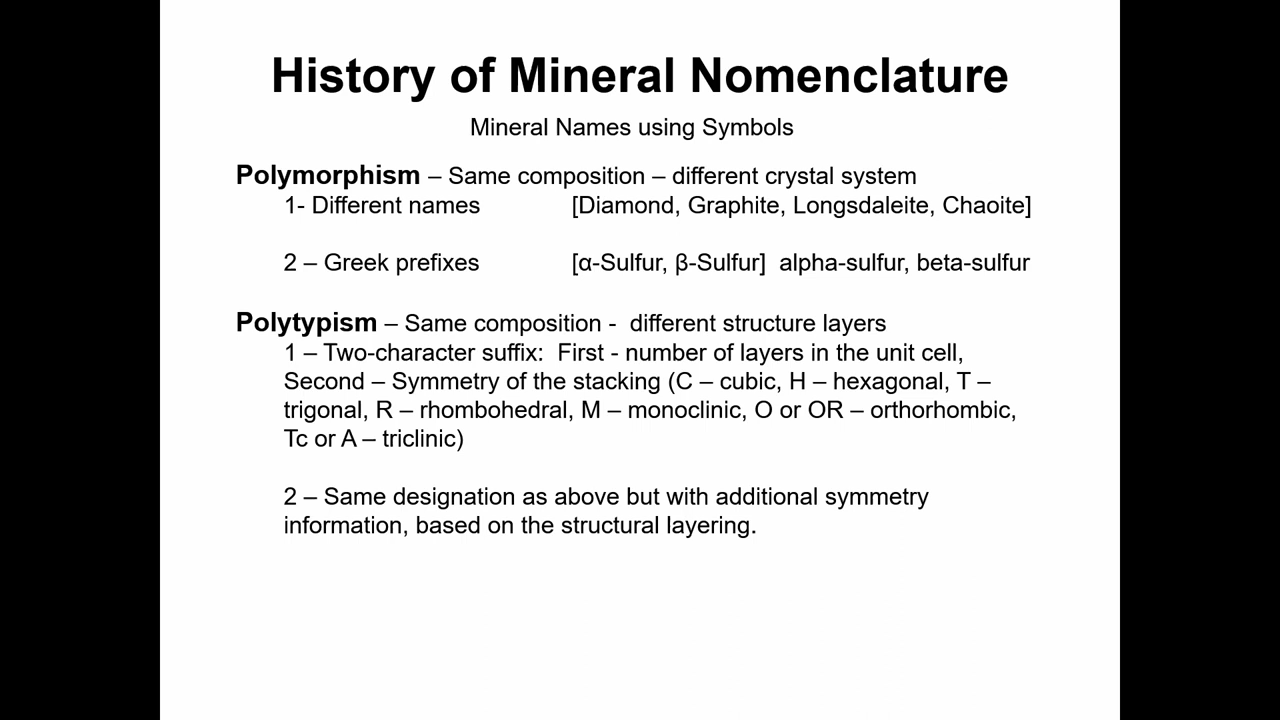 History of Mineral Nomenclature
Mineral Names using Symbols
Polymorphism – Same composition – different crystal system
1- Different names [Diamond, Graphite, Longsdaleite, Chaoite]
2 – Greek prefixes [α-Sulfur, β-Sulfur] alpha-sulfur, beta-sulfur
Polytypism – Same composition - different structure layers
1 – Two-character suffix: First - number of layers in the unit cell,
Second – Symmetry of the stacking (C – cubic, H – hexagonal, T –
trigonal, R – rhombohedral, M – monoclinic, O or OR – orthorhombic,
Tc or A – triclinic)
2 – Same designation as above but with additional symmetry
information, based on the structural layering.